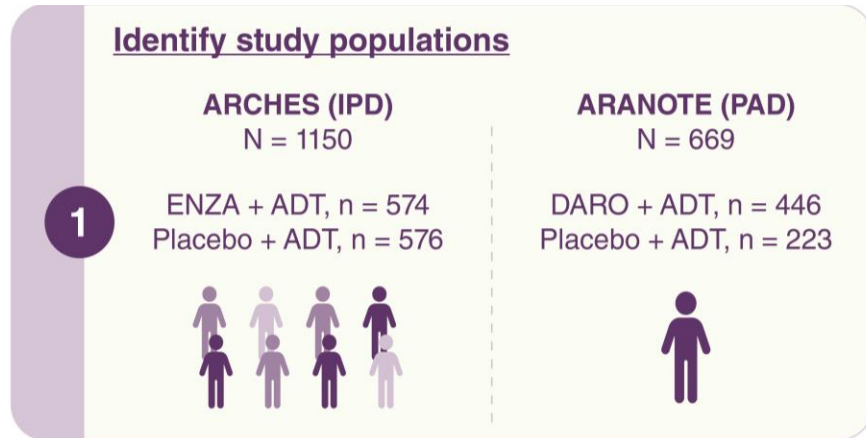 Identify study populations
ARCHES (IPD)
N = 1150
ENZA + ADT, n = 574
Placebo + ADT, n = 576
ARANOTE (PAD)
N = 669
DARO + ADT, n = 446
Placebo + ADT, n = 223
1